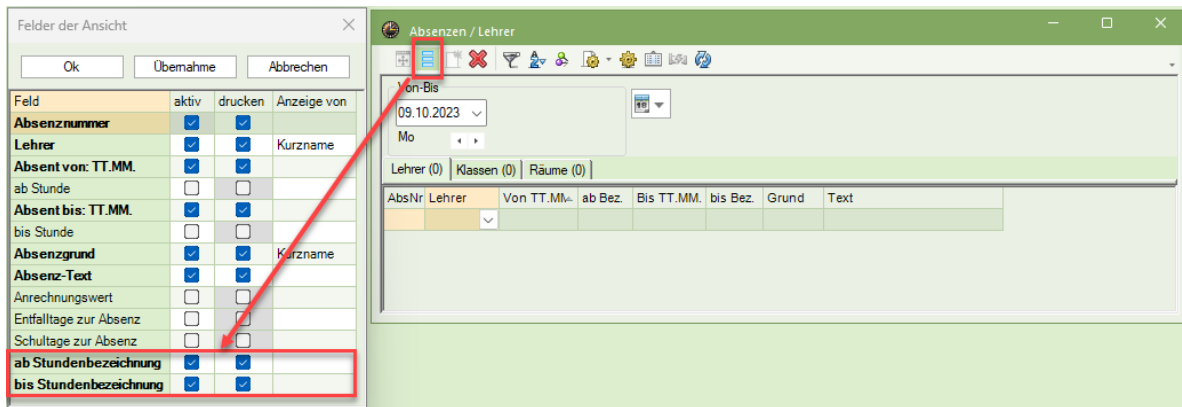 Felder der Ansicht
Ok Übernahme Abbrechen
Feld aktiv drucken Anzeige von
Absenznummer
Lehrer Kurzname
Absent von: TT.MM.
ab Stunde
Absent bis: TT.MM.
bis Stunde
Absenzgrund Kurzname
Absenz-Text
Anrechnungswert
Entfalltage zur Absenz
Schultage zur Absenz
ab Stundenbezeichnung
bis Stundenbezeichnung
Absenzen / Lehrer
Von-Bis
09.10.2023
18
Mo
Lehrer (0) Klassen (0) Räume (0)
AbsNr Lehrer Von TT.MM ab Bez. Bis TT.MM. bis Bez. Grund Text